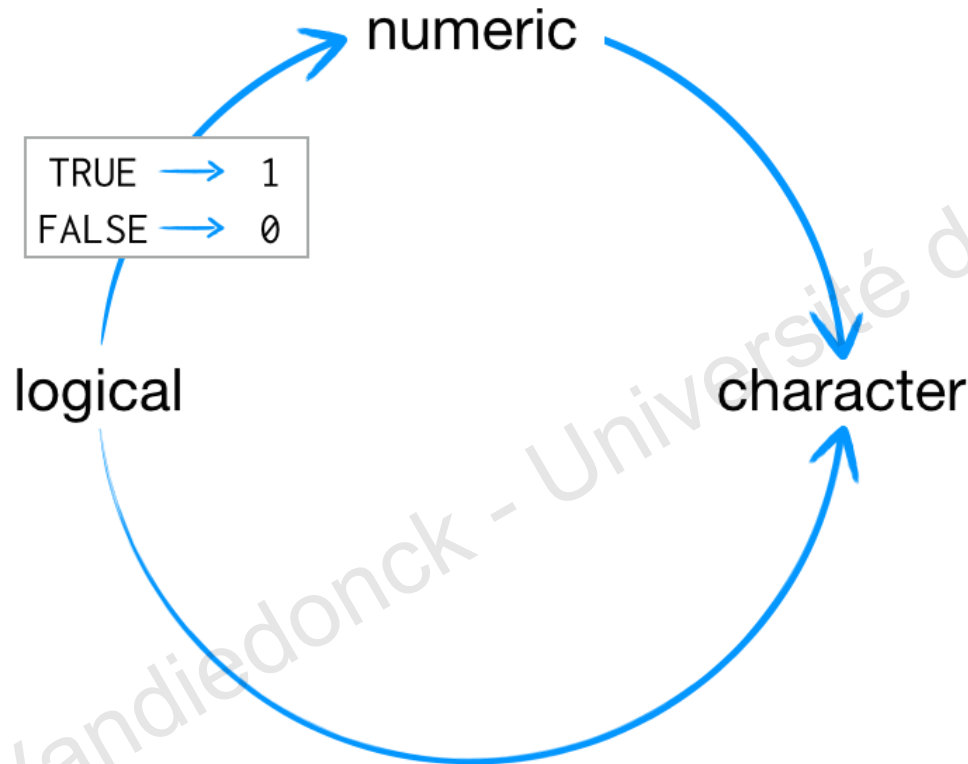 numeric
TRUE → 1
FALSE → 0
logical
character
Vandiedonck - Université d